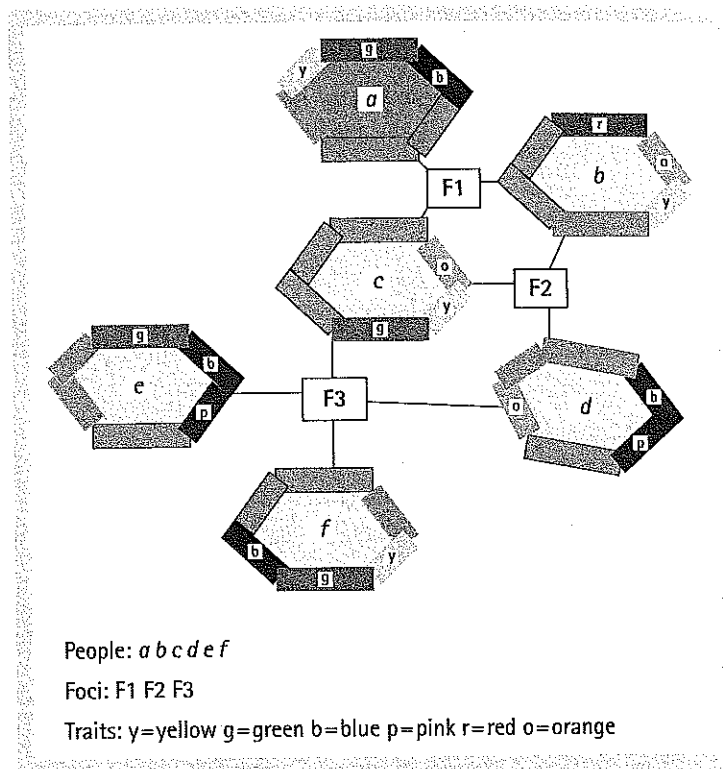 g
y
b
a
r
F1
b
o
y
c
o
F2
y
g
g
b
e
F3
p
o
d
b
p
f
b
y
g
People: a b c d e f
Foci: F1 F2 F3
Traits: y=yellow g=green b=blue p=pink r=red o=orange